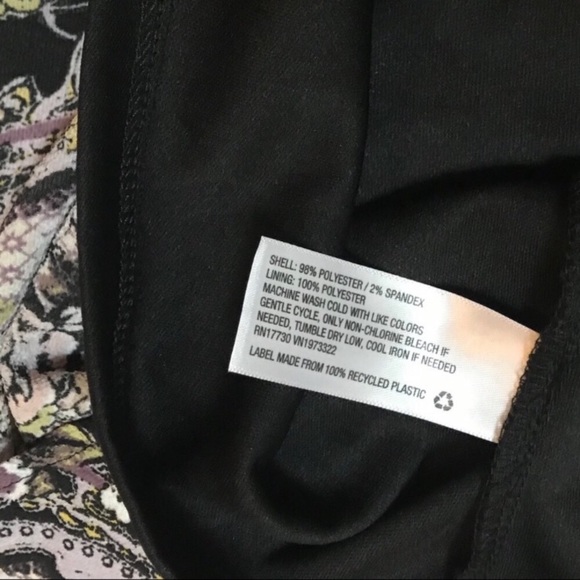 SHELL: 98% POLYESTER / 2% SPANDEX
LINING: 100% POLYESTER
MACHINE WASH COLD WITH LIKE COLORS
GENTLE CYCLE, ONLY NON-CHLORINE BLEACH IF
NEEDED, TUMBLE DRY LOW, COOL IRON IF NEEDED
RN17730 VN1973322
LABEL MADE FROM 100% RECYCLED PLASTIC